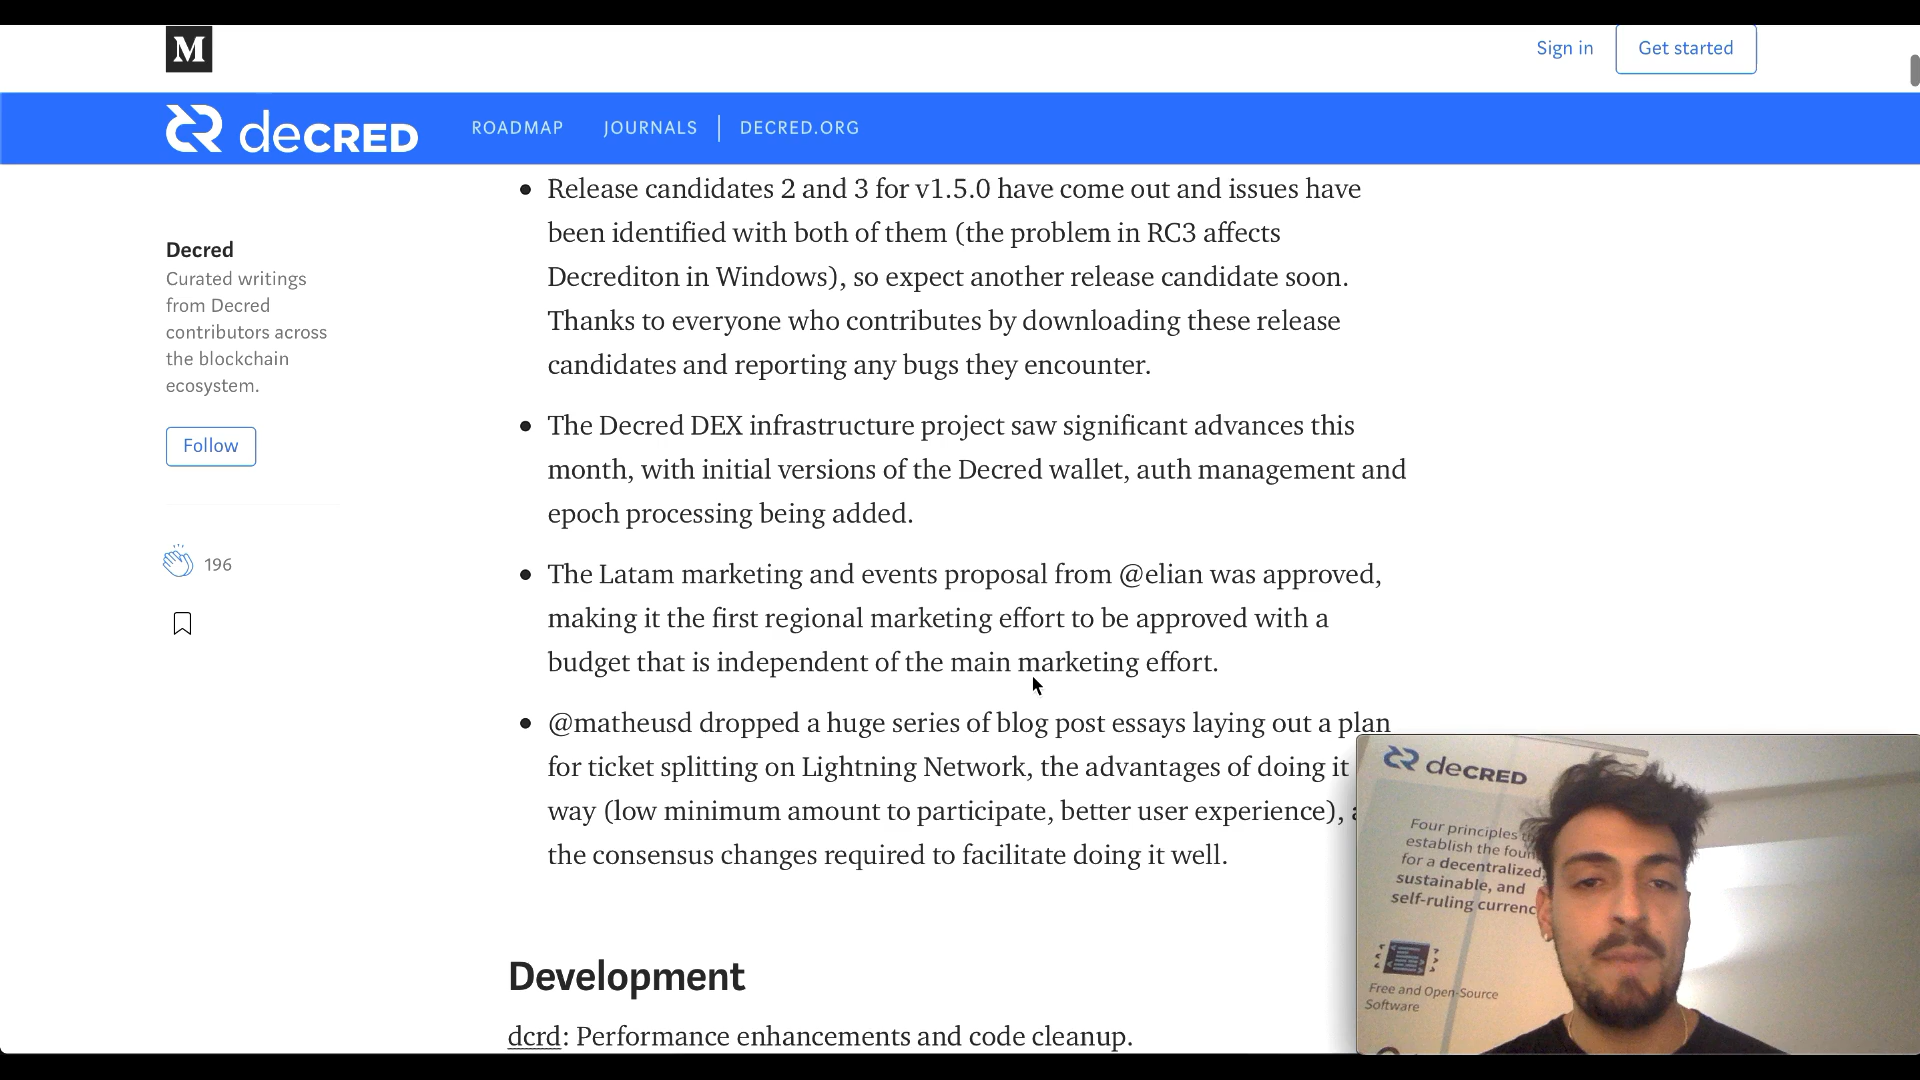 M
Sign in
Get started
decred
ROADMAP
JOURNALS
DECRED.ORG
Decred
Curated writings
from Decred
contributors across
the blockchain
ecosystem.
Follow
196
• Release candidates 2 and 3 for v1.5.0 have come out and issues have
been identified with both of them (the problem in RC3 affects
Decrediton in Windows), so expect another release candidate soon.
Thanks to everyone who contributes by downloading these release
candidates and reporting any bugs they encounter.
• The Decred DEX infrastructure project saw significant advances this
month, with initial versions of the Decred wallet, auth management and
epoch processing being added.
• The Latam marketing and events proposal from @elian was approved,
making it the first regional marketing effort to be approved with a
budget that is independent of the main marketing effort.
• @matheusd dropped a huge series of blog post essays laying out a plan
for ticket splitting on Lightning Network, the advantages of doing it
way (low minimum amount to participate, better user experience),
the consensus changes required to facilitate doing it well.
Development
dcrd: Performance enhancements and code cleanup.
decred
Four principles
establish the foun
for a decentralized,
sustainable, and
self-ruling currenc
Free and Open-Source
Software